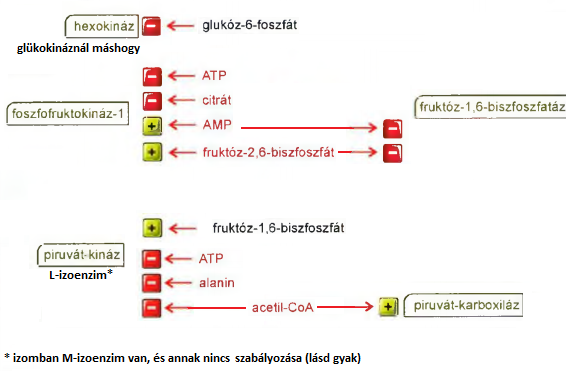 hexokináz
glukóz-6-foszfát
glükokináznál máshogy
ATP
citrát
foszfofruktokináz-1
fruktóz-1,6-biszfoszfatáz
AMP
fruktóz-2,6-biszfoszfát
fruktóz-1,6-biszfoszfát
piruvát-kináz
ATP
L-izoenzim*
alanin
acetil-CoA
piruvát-karboxiláz
* izomban M-izoenzim van, és annak nincs szabályozása (lásd gyak)